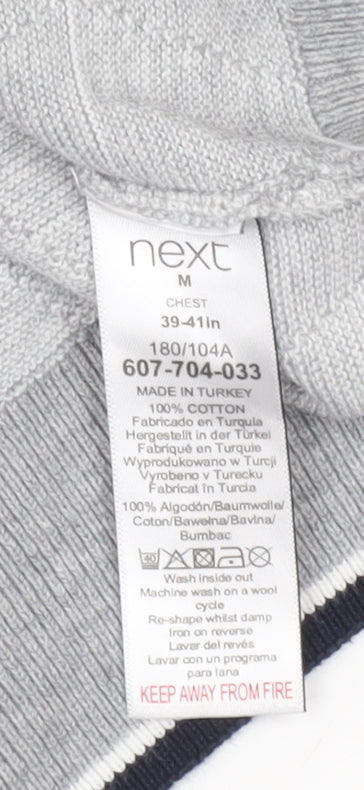 next
M
CHEST
39-41in
180/104A
607-704-033
MADE IN TURKEY
100% COTTON
Fabricado en Turquia
Hergestellt in der Türkei
Fabriqué en Turquie
Wyprodukowano w Turcji
Vyrobeno v Turecku
Fabricat în Turcia
100% Algodón/Baumwolle/
Coton/Bawełna/Bavlna/
Bumbac
40
Wash inside out
Machine wash on a wool
cycle
Re-shape whilst damp
Iron on reverse
Lavar del revés
Lavar con un programa
para lana
KEEP AWAY FROM FIRE